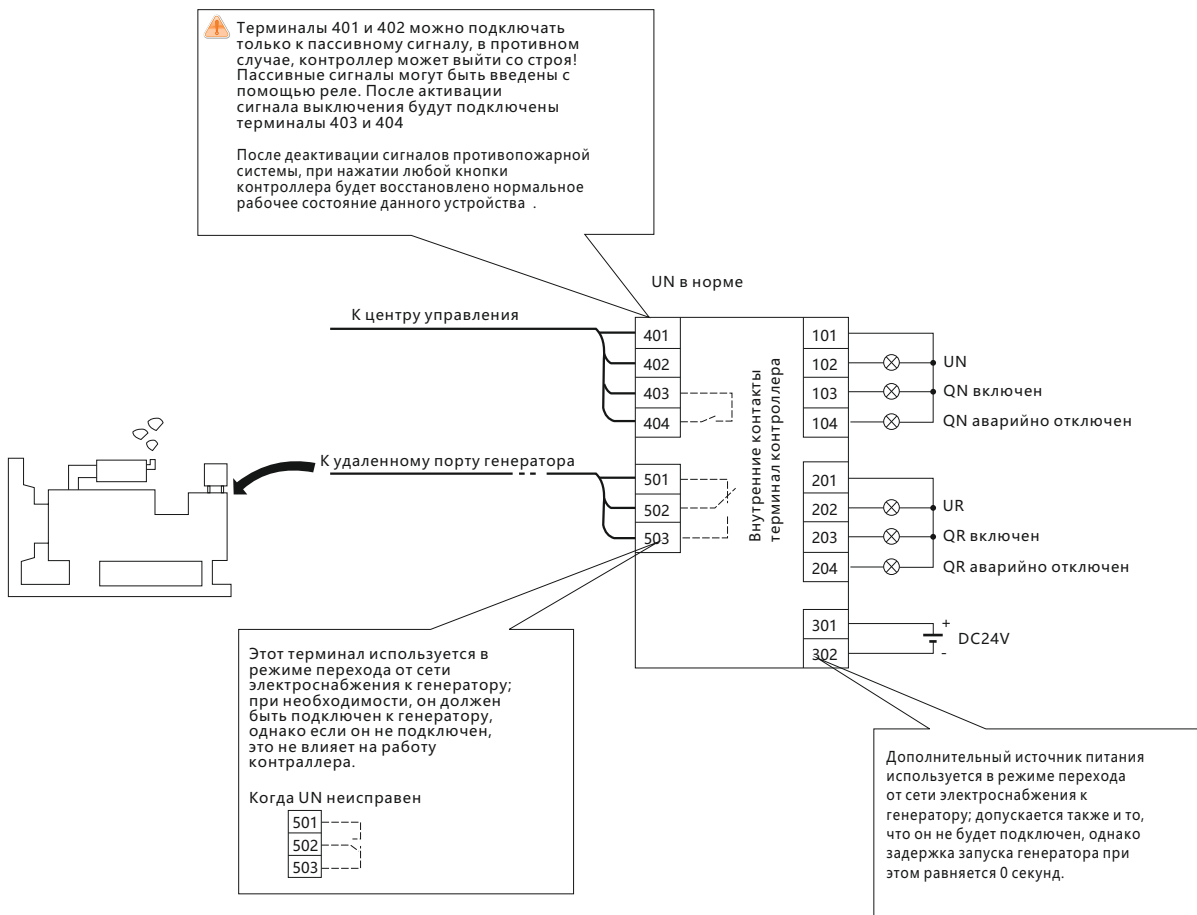 Терминалы 401 и 402 можно подключать
только к пассивному сигналу, в противном
случае, контроллер может выйти со строя!
Пассивные сигналы могут быть введены с
помощью реле. После активации
сигнала выключения будут подключены
терминалы 403 и 404
После деактивации сигналов противопожарной
системы, при нажатии любой кнопки
контроллера будет восстановлено нормальное
рабочее состояние данного устройства .
UN в норме
К центру управления
401
402
403
404
К удаленному порту генератора
501
502
503
Внутренние контакты
терминал контроллера
101
102
103
104
UN
QN включен
QN аварийно отключен
201
202
203
204
UR
QR включен
QR аварийно отключен
301
302
+
-
DC24V
Этот терминал используется в
режиме перехода от сети
электроснабжения к генератору;
при необходимости, он должен
быть подключен к генератору,
однако если он не подключен,
это не влияет на работу
контраллера.
Когда UN неисправен
501
502
503
Дополнительный источник питания
используется в режиме перехода
от сети электроснабжения к
генератору; допускается также и то,
что он не будет подключен, однако
задержка запуска генератора при
этом равняется 0 секунд.